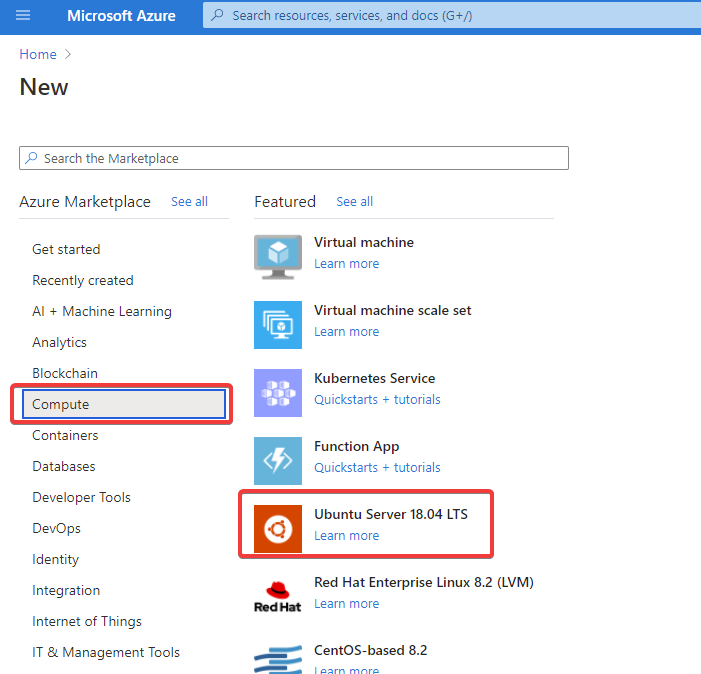 Microsoft Azure
Search resources, services, and docs (G+/)
Home
New
Search the Marketplace
Azure Marketplace See all
Get started
Recently created
AI + Machine Learning
Analytics
Blockchain
Compute
Containers
Databases
Developer Tools
DevOps
Identity
Integration
Internet of Things
IT & Management Tools
Featured See all
Virtual machine
Learn more
Virtual machine scale set
Learn more
Kubernetes Service
Quickstarts + tutorials
Function App
Quickstarts + tutorials
Ubuntu Server 18.04 LTS
Learn more
Red Hat
Red Hat Enterprise Linux 8.2 (LVM)
Learn more
CentOS-based 8.2
Learn more